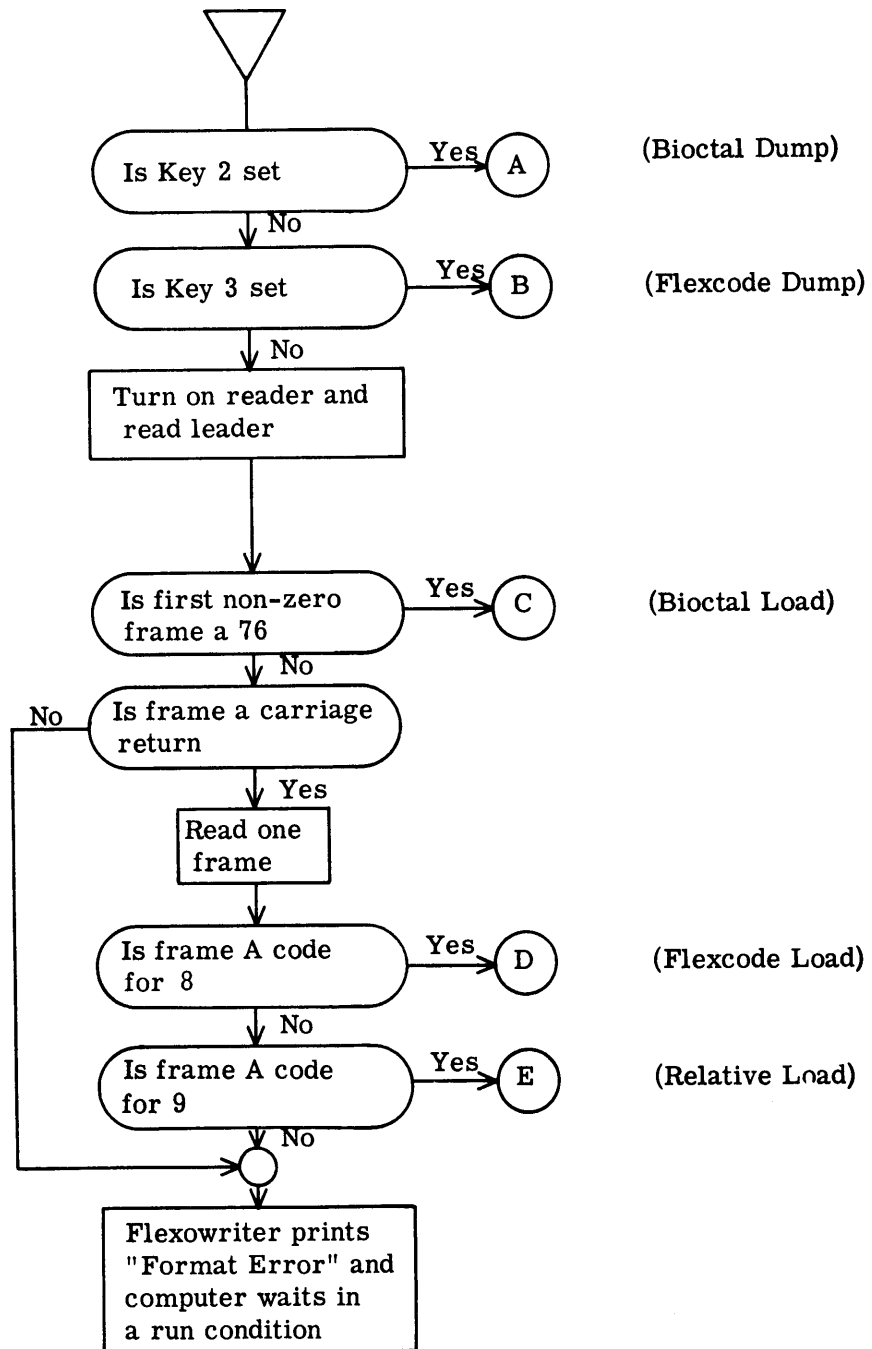 Is Key 2 set
Yes
A
(Bioctal Dump)
No
Is Key 3 set
Yes
B
(Flexcode Dump)
No
Turn on reader and
read leader
Is first non-zero
frame a 76
Yes
C
(Bioctal Load)
No
No
Is frame a carriage
return
Yes
Read one
frame
Is frame A code
for 8
Yes
D
(Flexcode Load)
No
Is frame A code
for 9
Yes
E
(Relative Load)
No
Flexowriter prints
"Format Error" and
computer waits in
a run condition